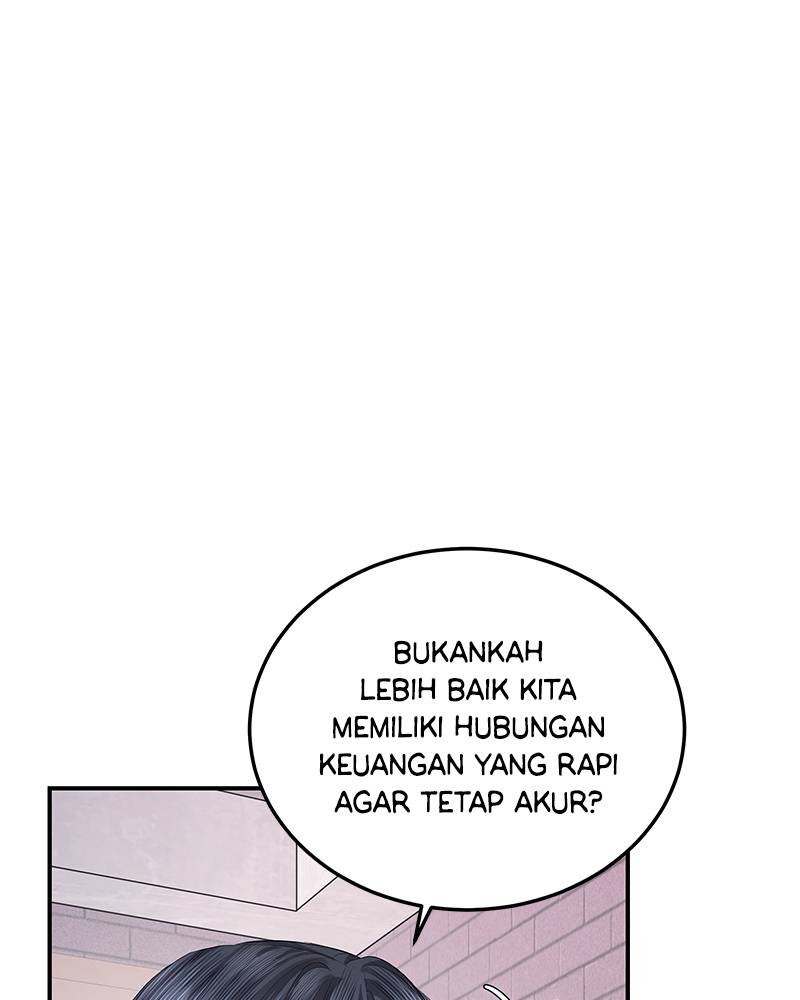 BUKANKAH
LEBIH BAIK KITA
MEMILIKI HUBUNGAN
KEUANGAN YANG RAPI
AGAR TETAP AKUR?